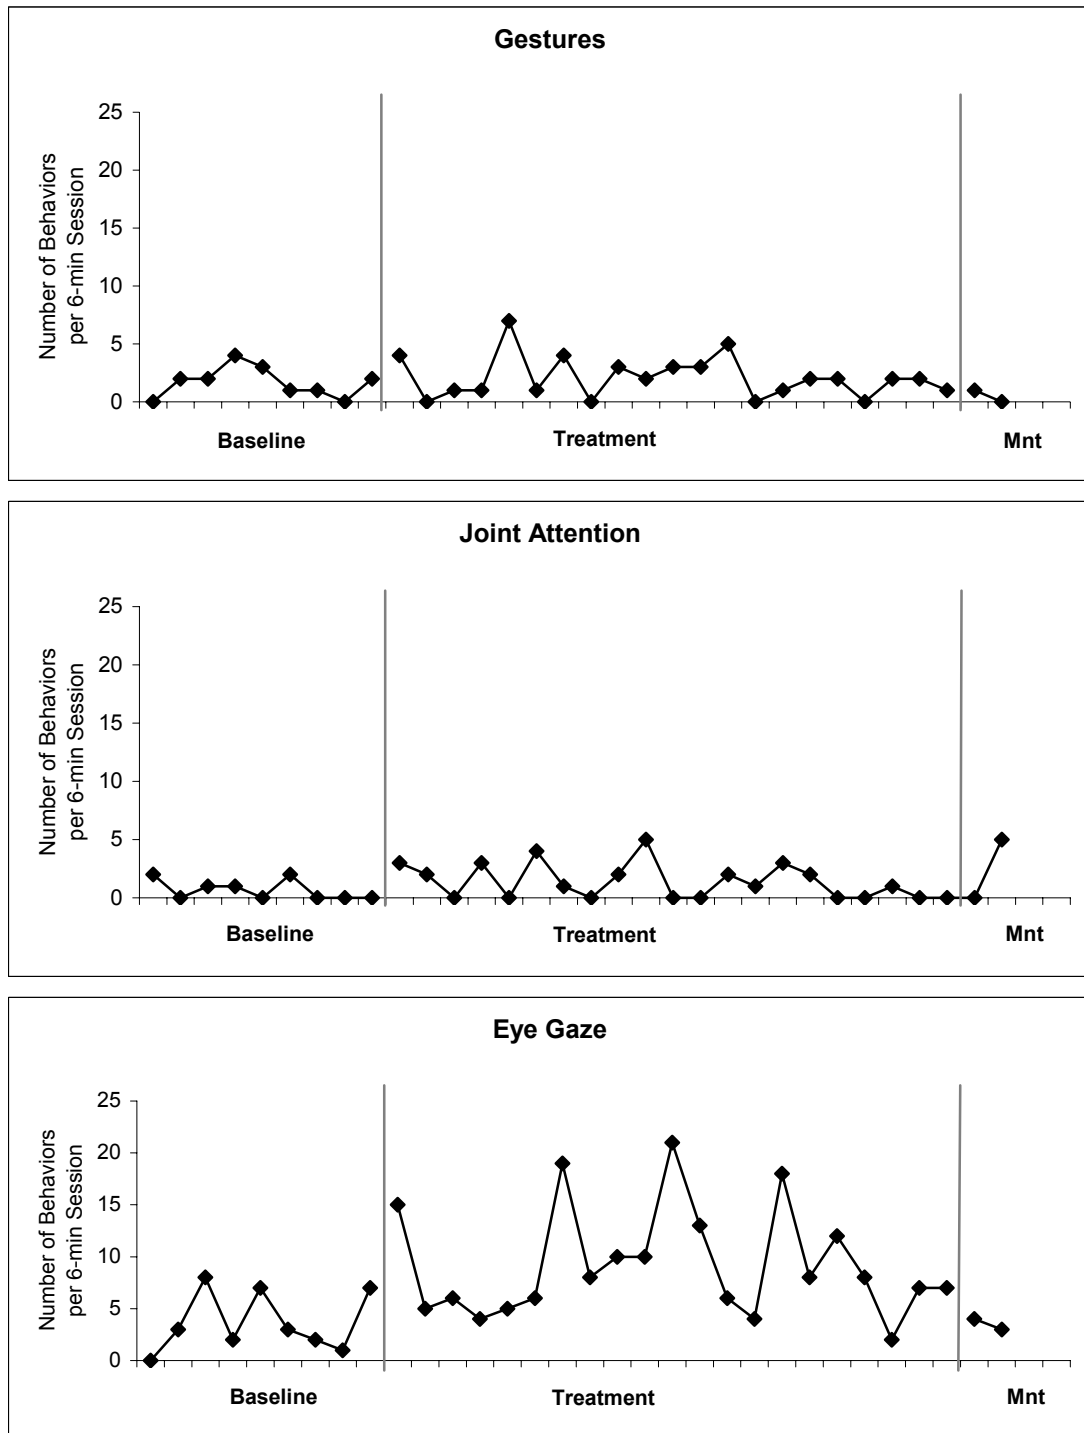 Gestures
Number of Behaviors
per 6-min Session
25
20
15
10
5
0
Baseline
Treatment
Mnt
Joint Attention
Number of Behaviors
per 6-min Session
25
20
15
10
5
0
Baseline
Treatment
Mnt
Eye Gaze
Number of Behaviors
per 6-min Session
25
20
15
10
5
0
Baseline
Treatment
Mnt